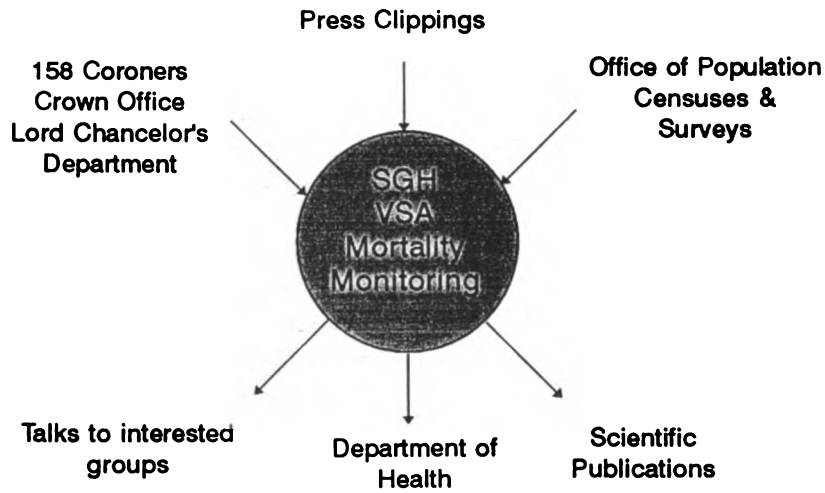 Press Clippings
158 Coroners
Crown Office
Lord Chancelor's
Department
Office of Population
Censuses &
Surveys
SGH
VSA
Mortality
Monitoring
Talks to interested
groups
Department of
Health
Scientific
Publications